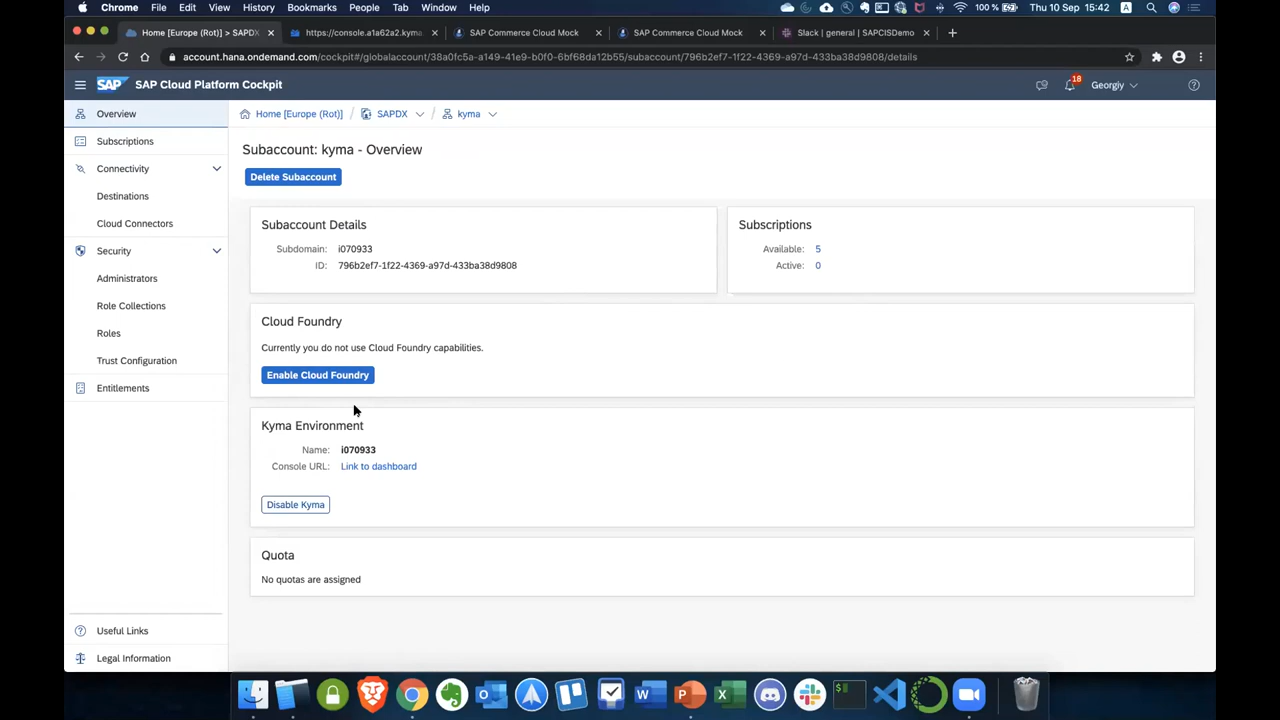 Chrome File Edit View History Bookmarks People Tab Window Help 100 % Thu 10 15:42 A
Home [Europe (Rot)] > SAPDX × https://console.a1a62a2.kyma. × SAP Commerce Cloud Mock × SAP Commerce Cloud Mock × Slack | general | SAPCISDemo ×
account.hana.ondemand.com/cockpit#/globalaccount/38a0fc5a-a149-41e9-b0f0-6bf68da12b55/subaccount/796b2ef7-1f22-4369-a97d-433ba38d9808/details
SAP SAP Cloud Platform Cockpit 18 Georgiy
Overview
Subscriptions
Connectivity
Destinations
Cloud Connectors
Security
Administrators
Role Collections
Roles
Trust Configuration
Entitlements
Useful Links
Legal Information
Home [Europe (Rot)] / SAPDX / kyma
Subaccount: kyma - Overview
Delete Subaccount
Subaccount Details
Subdomain: i070933
ID: 796b2ef7-1f22-4369-a97d-433ba38d9808
Subscriptions
Available: 5
Active: 0
Cloud Foundry
Currently you do not use Cloud Foundry capabilities.
Enable Cloud Foundry
Kyma Environment
Name: i070933
Console URL: Link to dashboard
Disable Kyma
Quota
No quotas are assigned